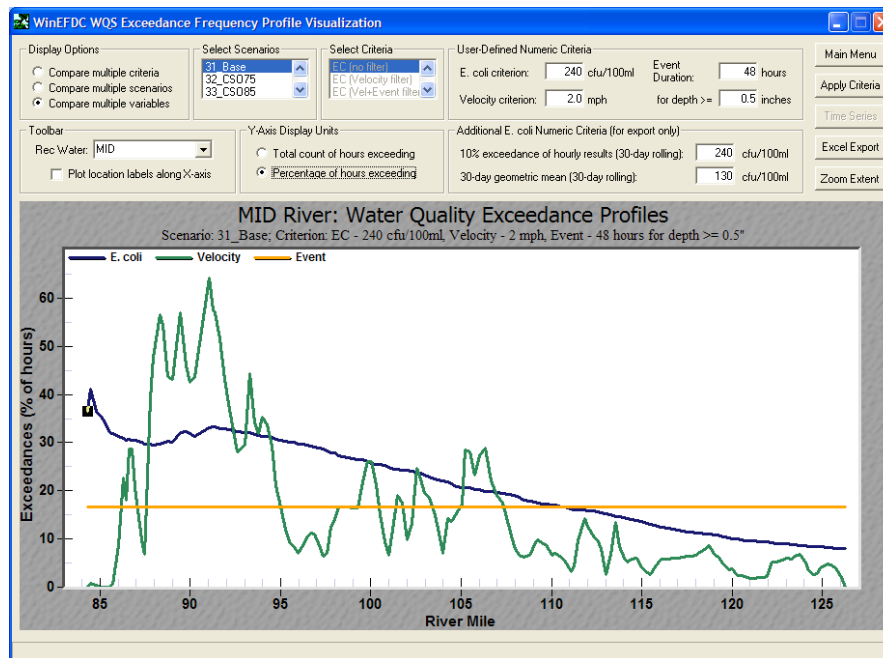 WinEFDC WQS Exceedance Frequency Profile Visualization
Display Options
Compare multiple criteria
Compare multiple scenarios
Compare multiple variables
Select Scenarios
31_Base
32_CSO75
33_CSO85
Select Criteria
EC (no filter)
EC (Velocity filter)
EC (Vel+Event filter
User-Defined Numeric Criteria
E. coli criterion: 240 cfu/100ml
Event Duration: 48 hours
Velocity criterion: 2.0 mph
for depth >= 0.5 inches
Main Menu
Apply Criteria
Time Series
Excel Export
Zoom Extent
Toolbar
Rec Water: MID
Plot location labels along X-axis
Y-Axis Display Units
Total count of hours exceeding
Percentage of hours exceeding
Additional E. coli Numeric Criteria (for export only)
10% exceedance of hourly results (30-day rolling): 240 cfu/100ml
30-day geometric mean (30-day rolling): 130 cfu/100ml
MID River: Water Quality Exceedance Profiles
Scenario: 31_Base; Criterion: EC - 240 cfu/100ml, Velocity - 2 mph, Event - 48 hours for depth >= 0.5"
E. coli Velocity Event
Exceedances (% of hours)
60
50
40
30
20
10
0
85 90 95 100 105 110 115 120 125
River Mile